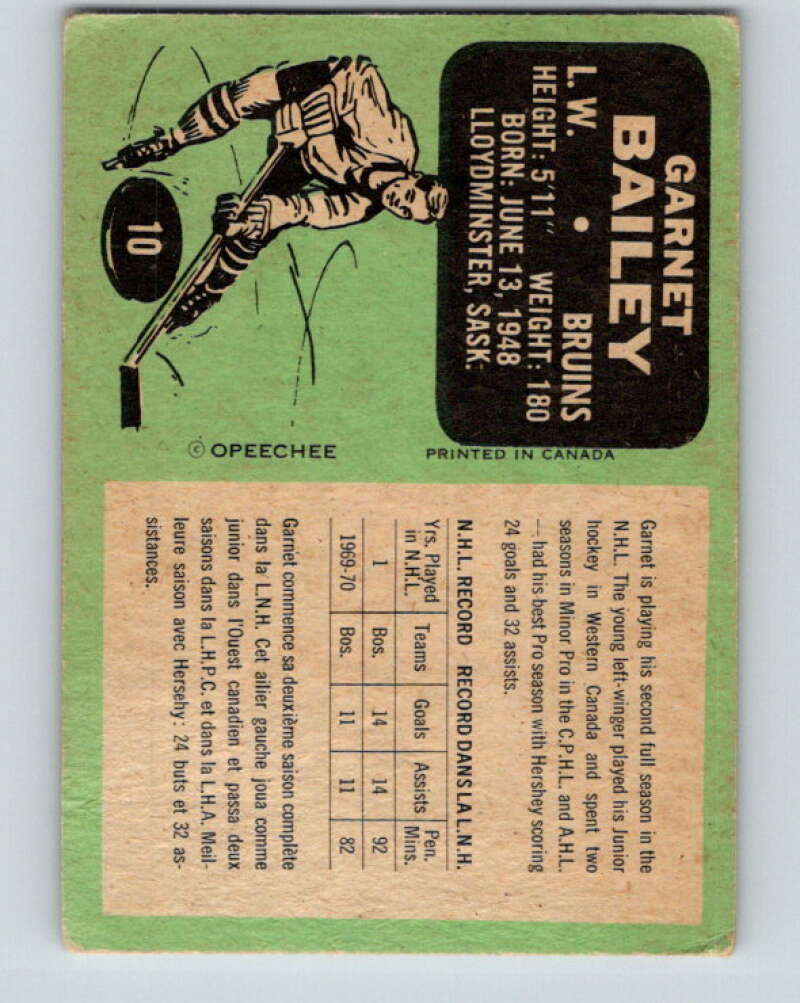 GARNET
BAILEY
L. W. • BRUINS
HEIGHT: 5'11" WEIGHT: 180
BORN: JUNE 13, 1948
LLOYDMINSTER, SASK.
10
© OPEECHEE
PRINTED IN CANADA
Garnet is playing his second full season in the
N.H.L. The young left-winger played his Junior
hockey in Western Canada and spent two
seasons in Minor Pro in the C.P.H.L. and A.H.L.
— had his best Pro season with Hershey scoring
24 goals and 32 assists.
N.H.L. RECORD RECORD DANS LA L.N.H.
Yrs. Played in N.H.L. Teams Goals Assists Pen. Mins.
1 Bos. 14 14 92
1969-70 Bos. 11 11 82
Garnet commence sa deuxième saison complète
dans la L.N.H. Cet ailier gauche joua comme
junior dans l'Ouest canadien et passa deux
saisons dans la L.H.P.C. et dans la L.H.A. Meil-
leure saison avec Hersehy: 24 buts et 32 as-
sistances.